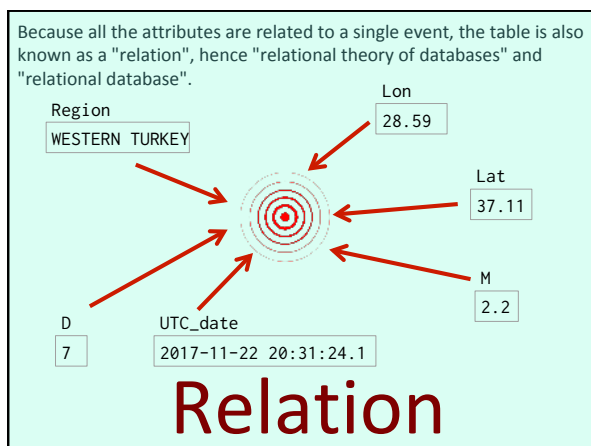 Because all the attributes are related to a single event, the table is also
known as a "relation", hence "relational theory of databases" and
"relational database".
Lon
28.59
Region
WESTERN TURKEY
Lat
37.11
M
2.2
D
7
UTC_date
2017-11-22 20:31:24.1
Relation